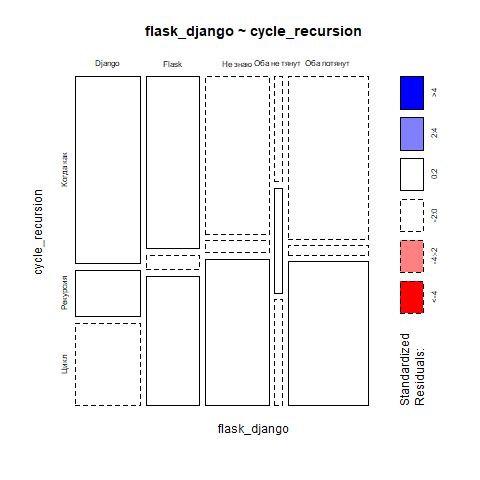 flask_django ~ cycle_recursion
Django
Flask
Не знаю
Оба не тянут
Оба потянут
Когда как
Рекурсия
Цикл
cycle_recursion
flask_django
Standardized
Residuals:
<-4
-4:-2
-2:0
0:2
2:4
>4